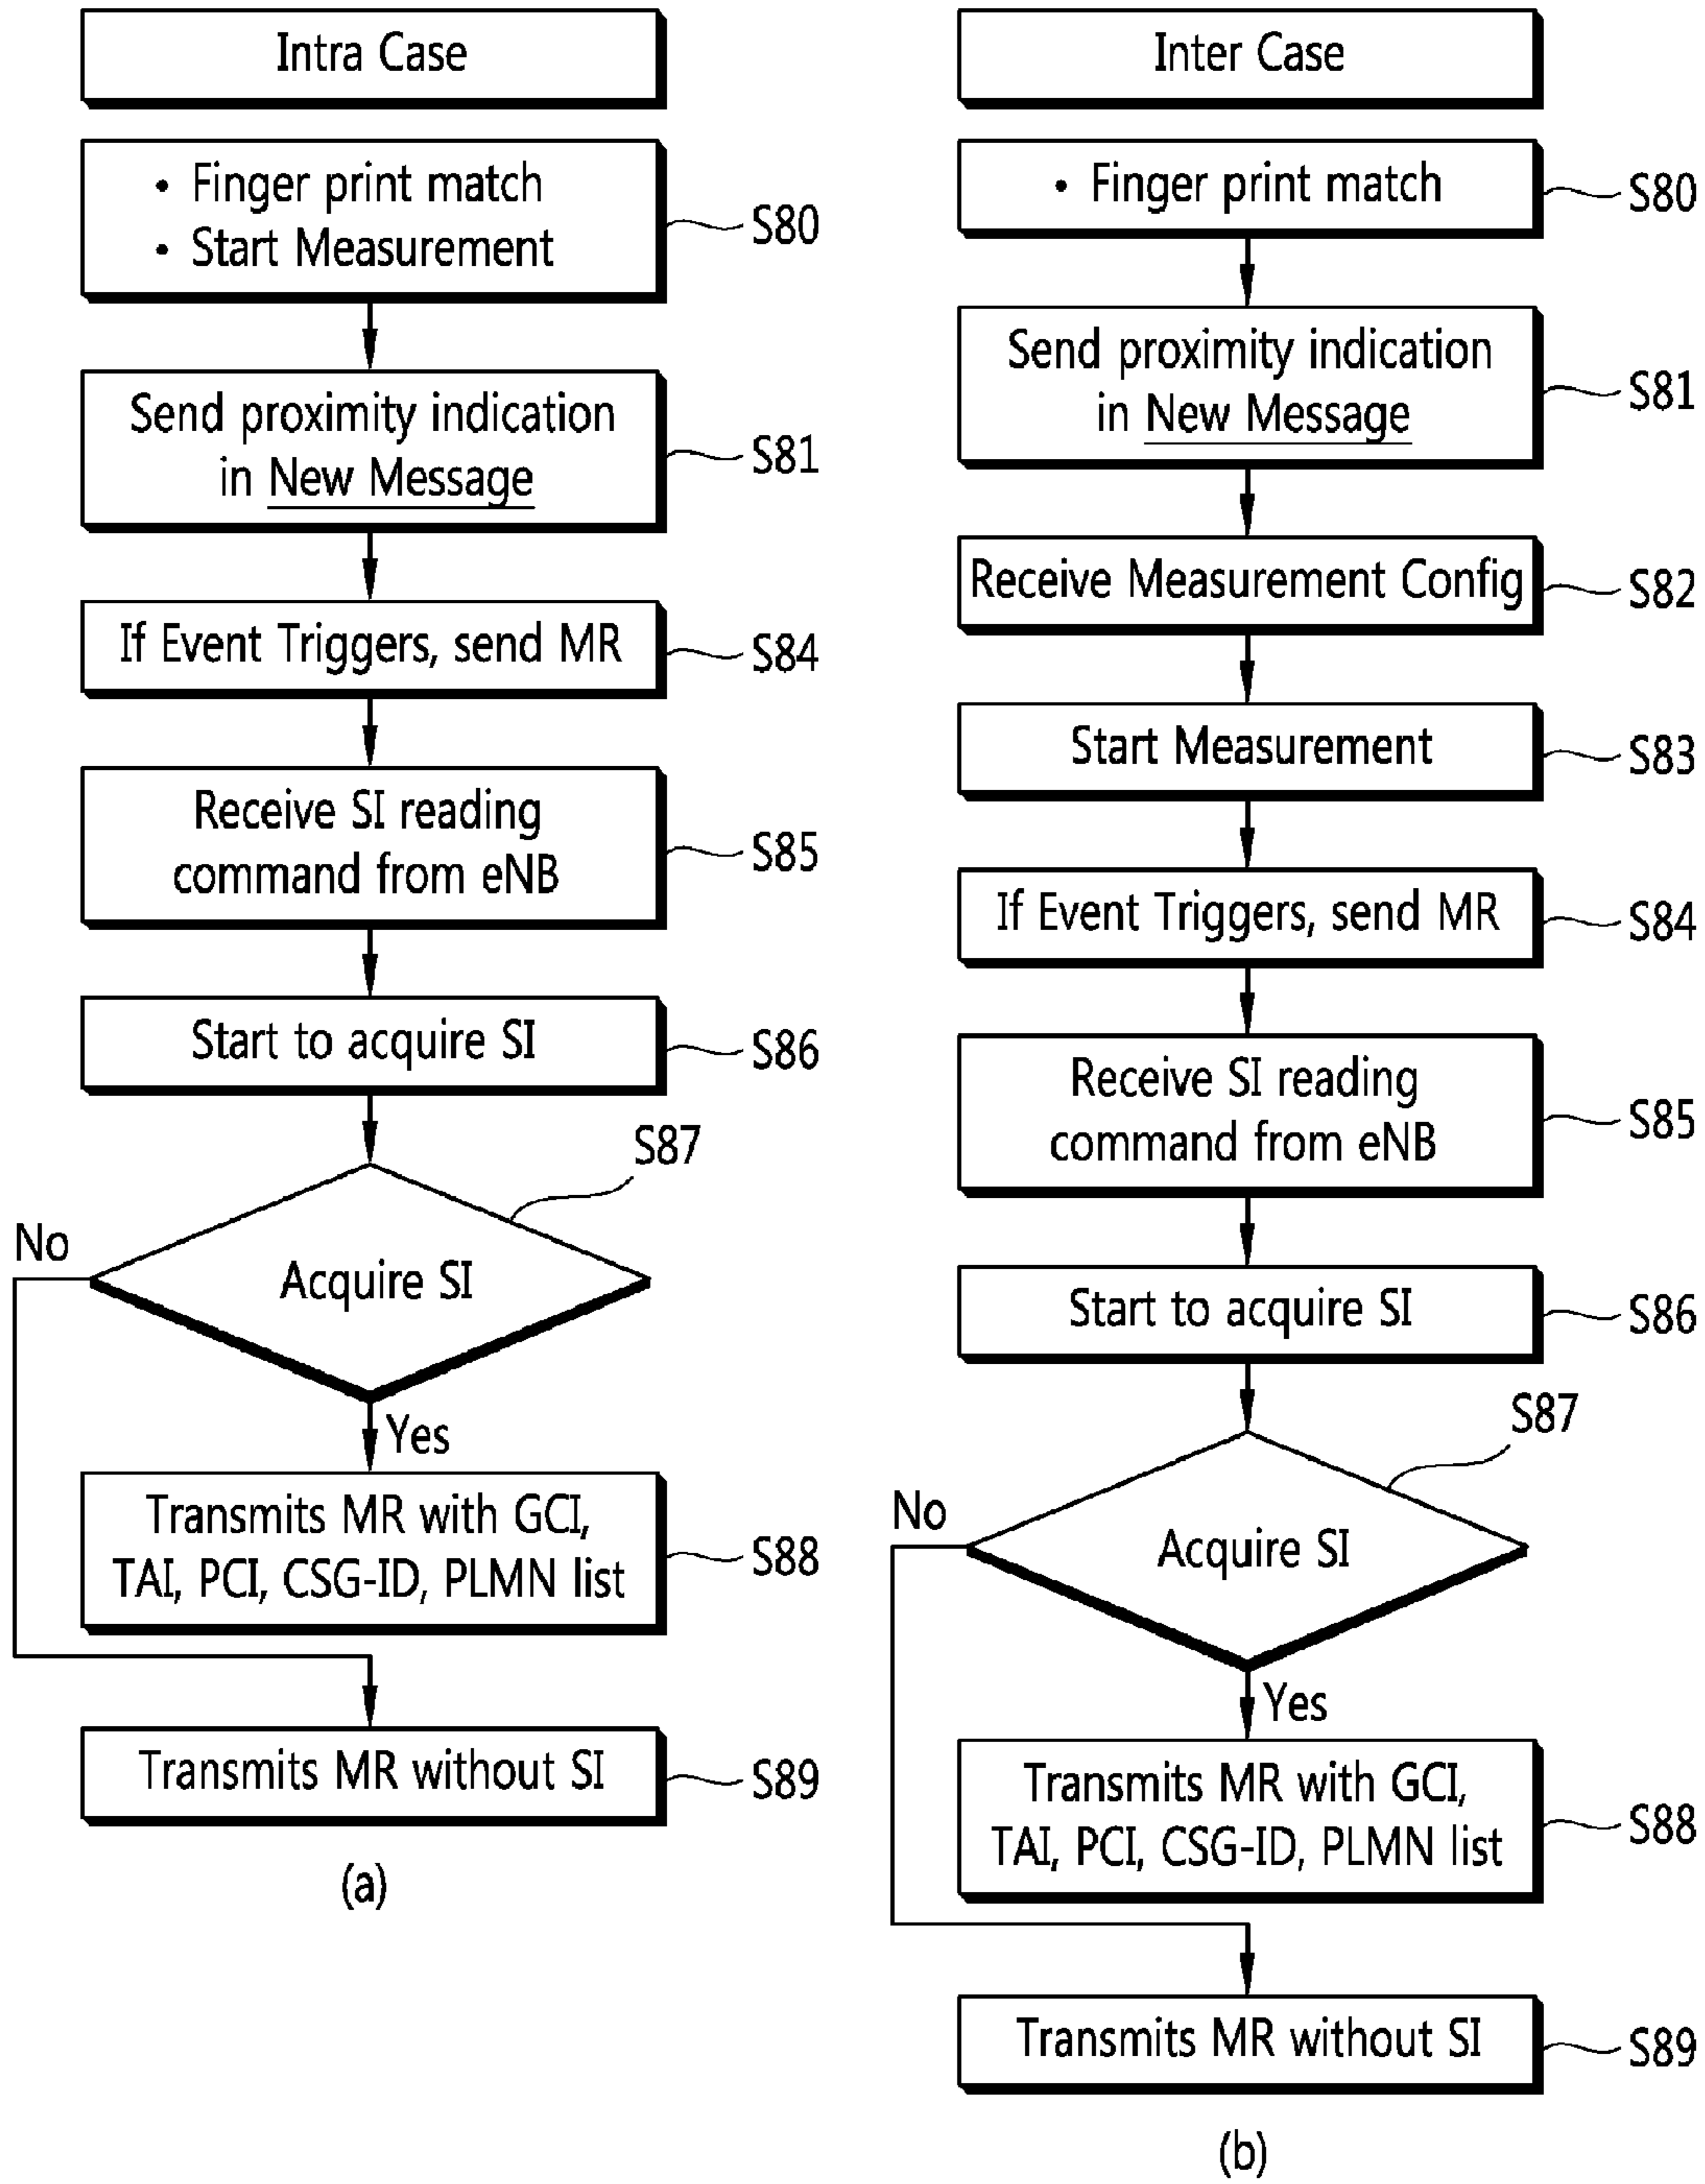 Intra Case
• Finger print match
• Start Measurement
S80
Send proximity indication
in New Message
S81
If Event Triggers, send MR
S84
Receive SI reading
command from eNB
S85
Start to acquire SI
S86
S87
No
Acquire SI
Yes
Transmits MR with GCI,
TAI, PCI, CSG-ID, PLMN list
S88
Transmits MR without SI
S89
(a)
Inter Case
• Finger print match
S80
Send proximity indication
in New Message
S81
Receive Measurement Config
S82
Start Measurement
S83
If Event Triggers, send MR
S84
Receive SI reading
command from eNB
S85
Start to acquire SI
S86
S87
No
Acquire SI
Yes
Transmits MR with GCI,
TAI, PCI, CSG-ID, PLMN list
S88
Transmits MR without SI
S89
(b)